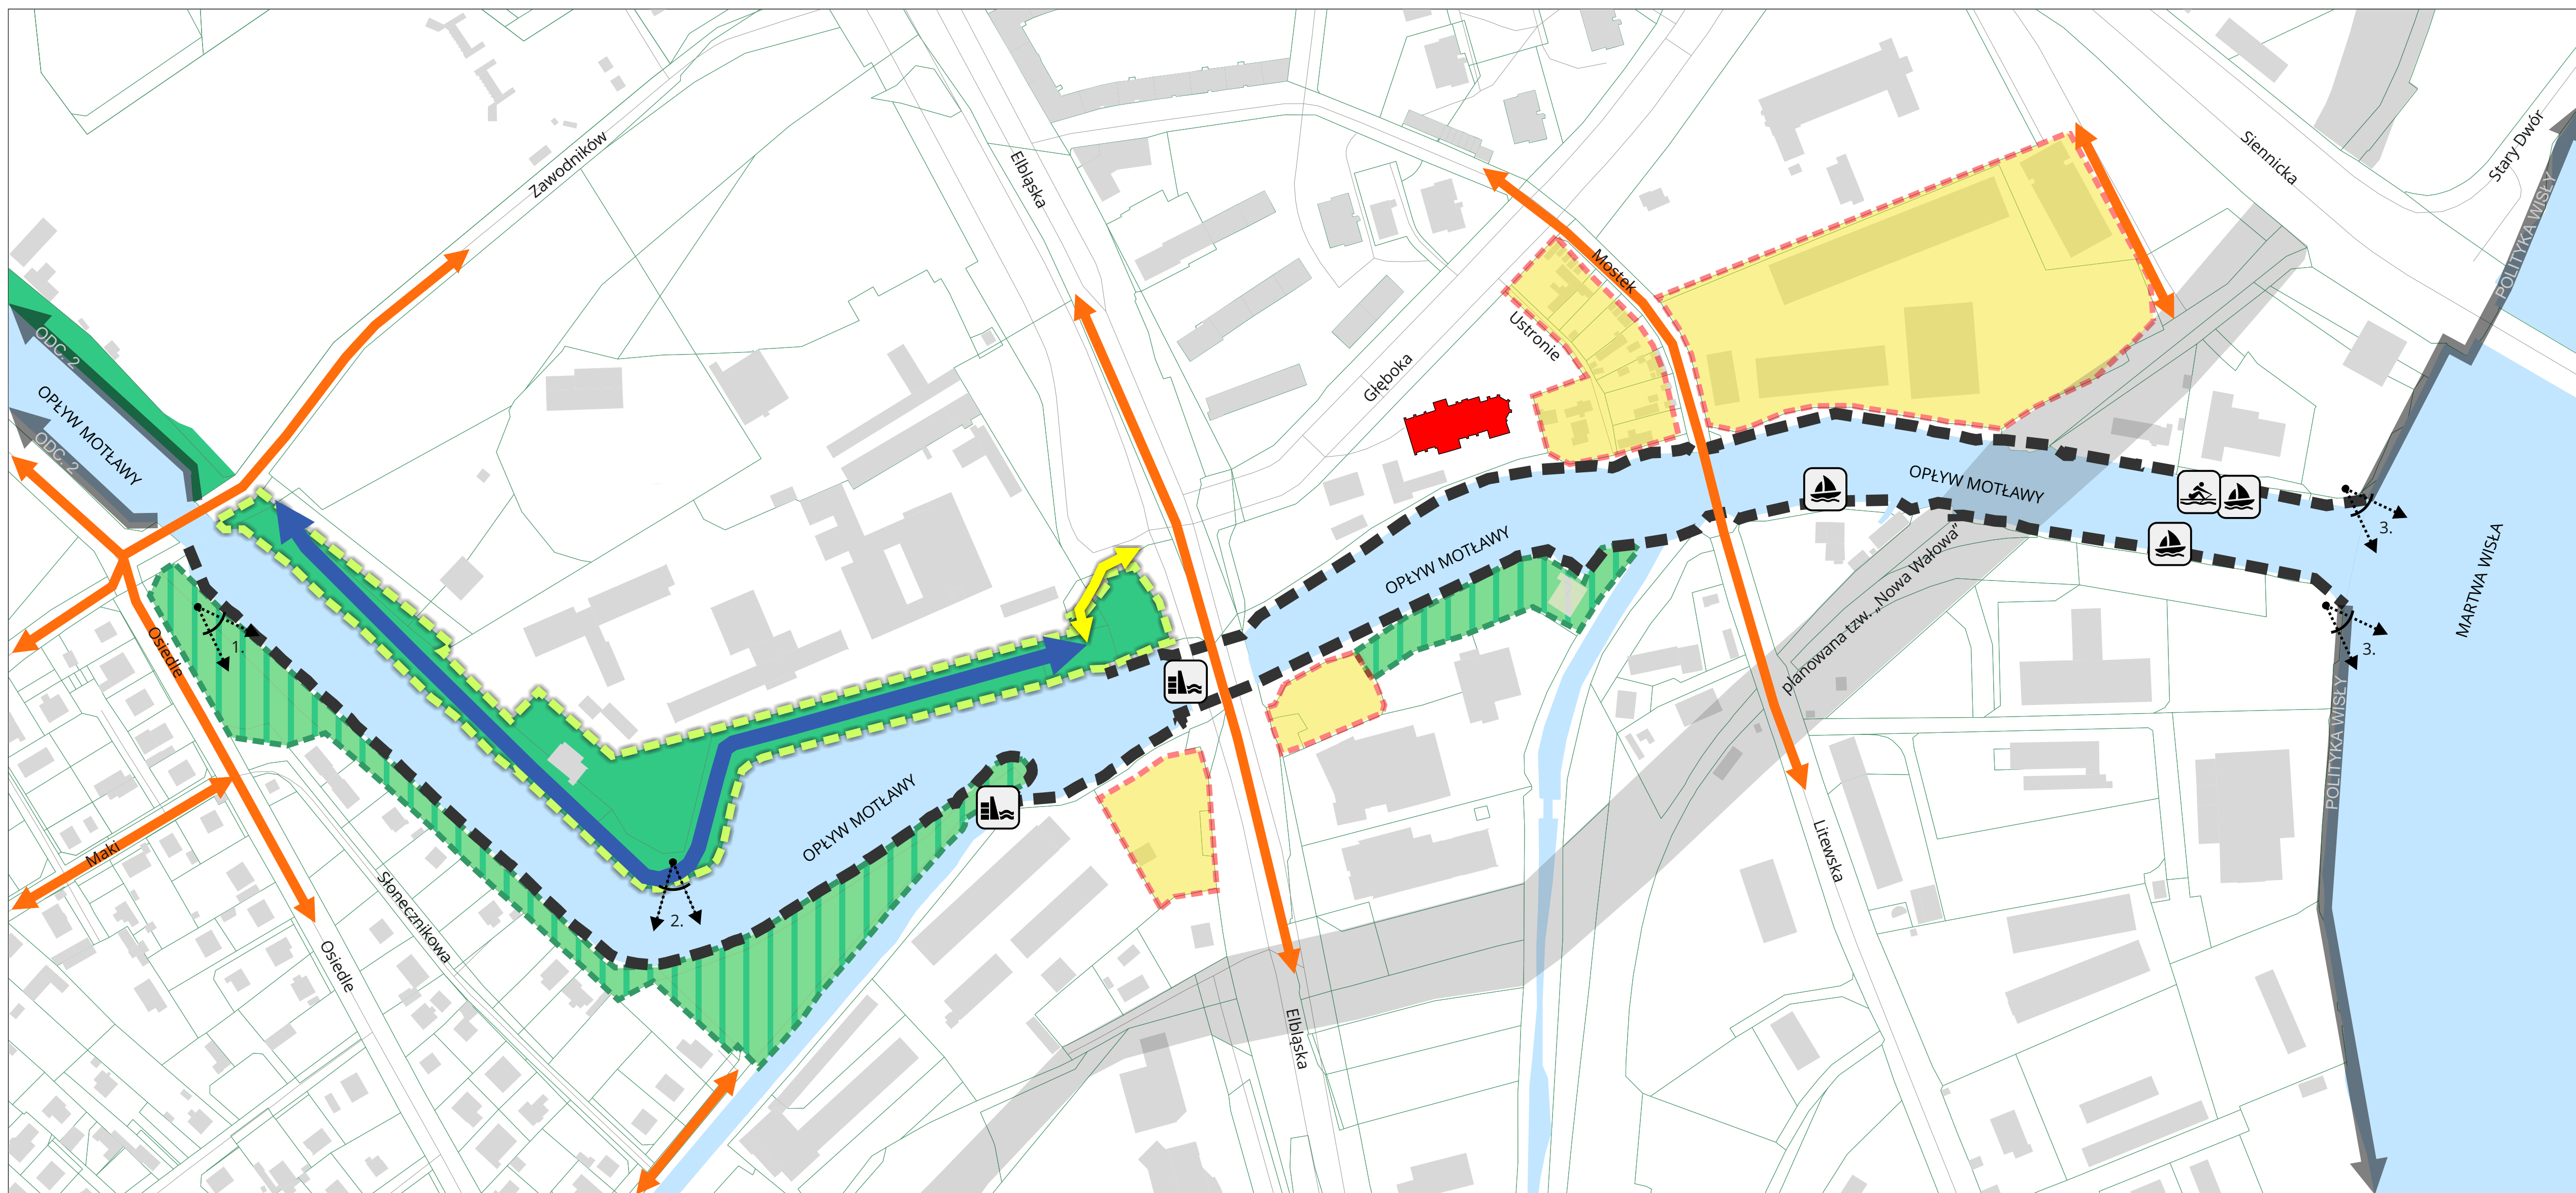 Zawodników
Elbląska
Siennicka
Stary Dwór
POLITYKA WISŁY
Mostek
Ustronie
Głęboka
ODC. 2
OPŁYW MOTŁAWY
ODC. 2
OPŁYW MOTŁAWY
OPŁYW MOTŁAWY
3.
MARTWA WISŁA
planowana tzw. „Nowa Wałowa”
1.
Osiedle
3.
POLITYKA WISŁY
OPŁYW MOTŁAWY
Maki
Słonecznikowa
2.
Litewska
Osiedle
Elbląska